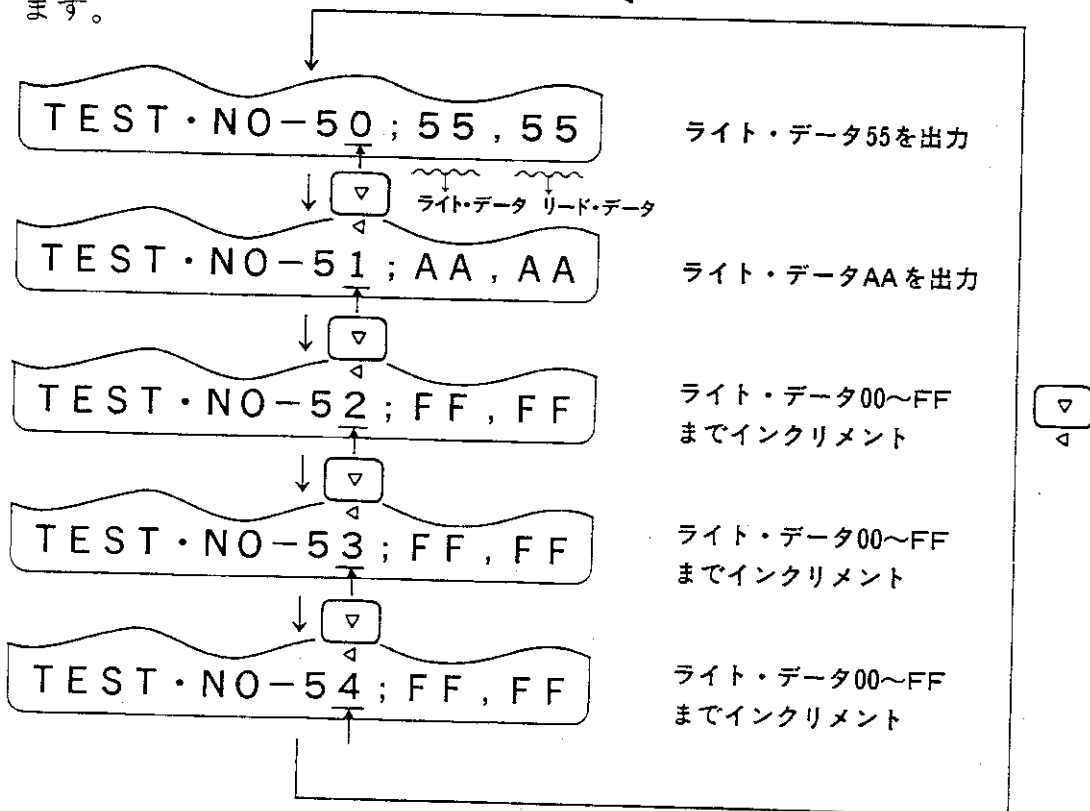 ます。
TEST・NO-50;55,55
ライト・データ55を出力
ライト・データ リード・データ
TEST・NO-51;AA,AA
ライト・データAAを出力
TEST・NO-52;FF,FF
ライト・データ00～FF
までインクリメント
TEST・NO-53;FF,FF
ライト・データ00～FF
までインクリメント
TEST・NO-54;FF,FF
ライト・データ00～FF
までインクリメント